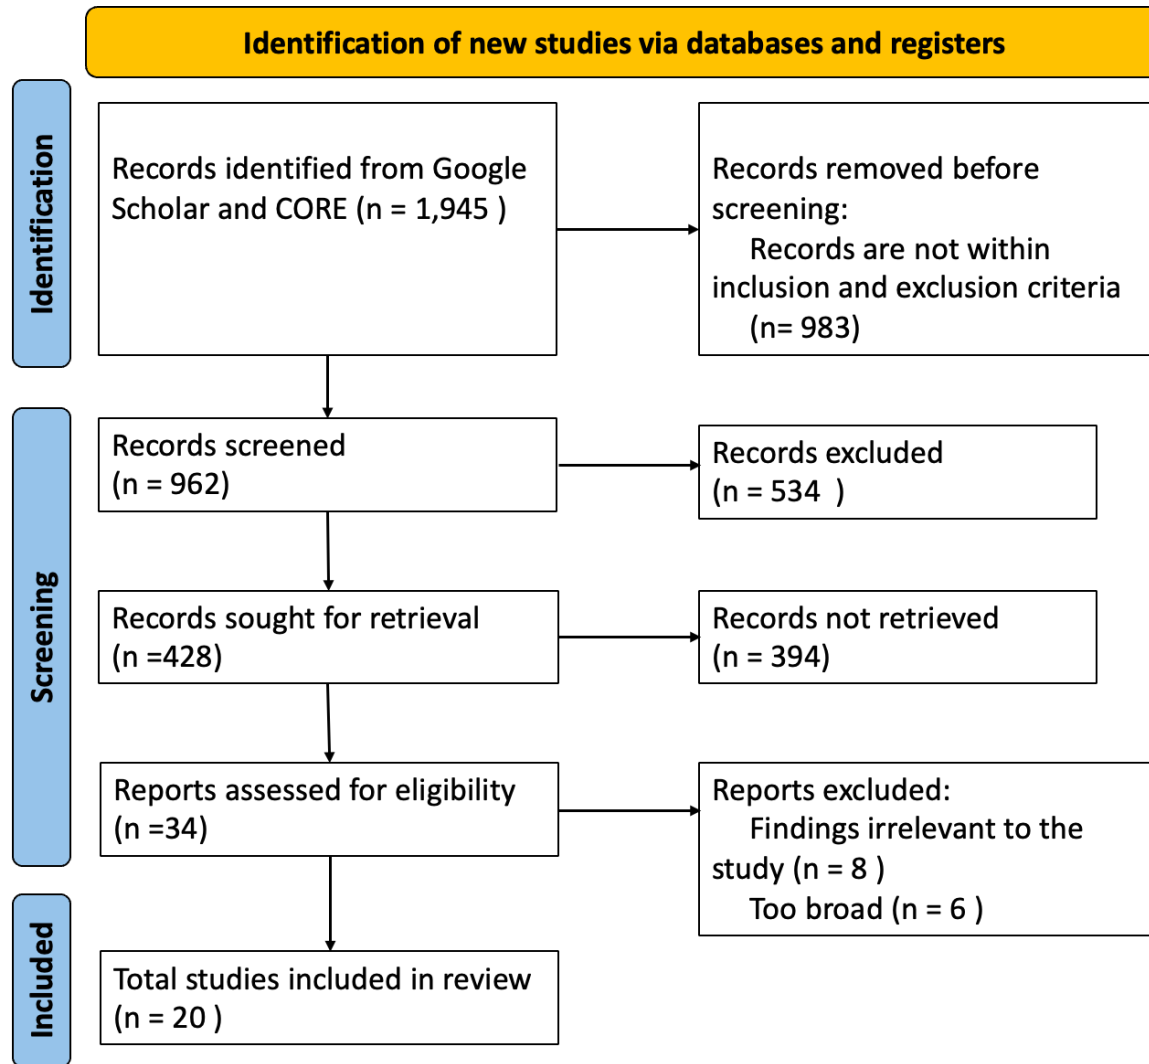 Identification of new studies via databases and registers
Identification
Records identified from Google
Scholar and CORE (n = 1,945 )
Records removed before
screening:
Records are not within
inclusion and exclusion criteria
(n= 983)
Screening
Records screened
(n = 962)
Records excluded
(n = 534 )
Records sought for retrieval
(n =428)
Records not retrieved
(n = 394)
Reports assessed for eligibility
(n =34)
Reports excluded:
Findings irrelevant to the
study (n = 8 )
Too broad (n = 6 )
Included
Total studies included in review
(n = 20 )